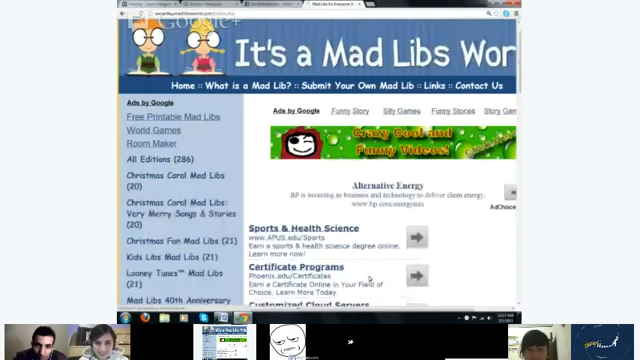 Mad Libs for Everyone
Google+
It's a Mad Libs Wor
Home :: What is a Mad Lib? :: Submit Your Own Mad Lib :: Links :: Contact Us
Ads by Google
Free Printable Mad Libs
World Games
Room Maker
All Editions (286)
Christmas Carol Mad Libs
(20)
Christmas Carol Mad Libs:
Very Merry Songs & Stories
(20)
Christmas Fun Mad Libs (21)
Kids Libs Mad Libs (21)
Looney Tunes™ Mad Libs
(21)
Mad Libs 40th Anniversary
Ads by Google Funny Story Silly Games Funny Stories Story Gam
Crazy Cool and
Funny Videos!
Alternative Energy
BP is investing in business and technology to deliver clean energy.
www.bp.com/energymix
AdChoice
Sports & Health Science
www.APUS.edu/Sports
Earn a sports & health science degree online.
Learn more now!
Certificate Programs
Phoenix.edu/Certificates
Earn a Certificate Online in Your Field of
Choice. Learn More Today.
Customized Cloud Servers